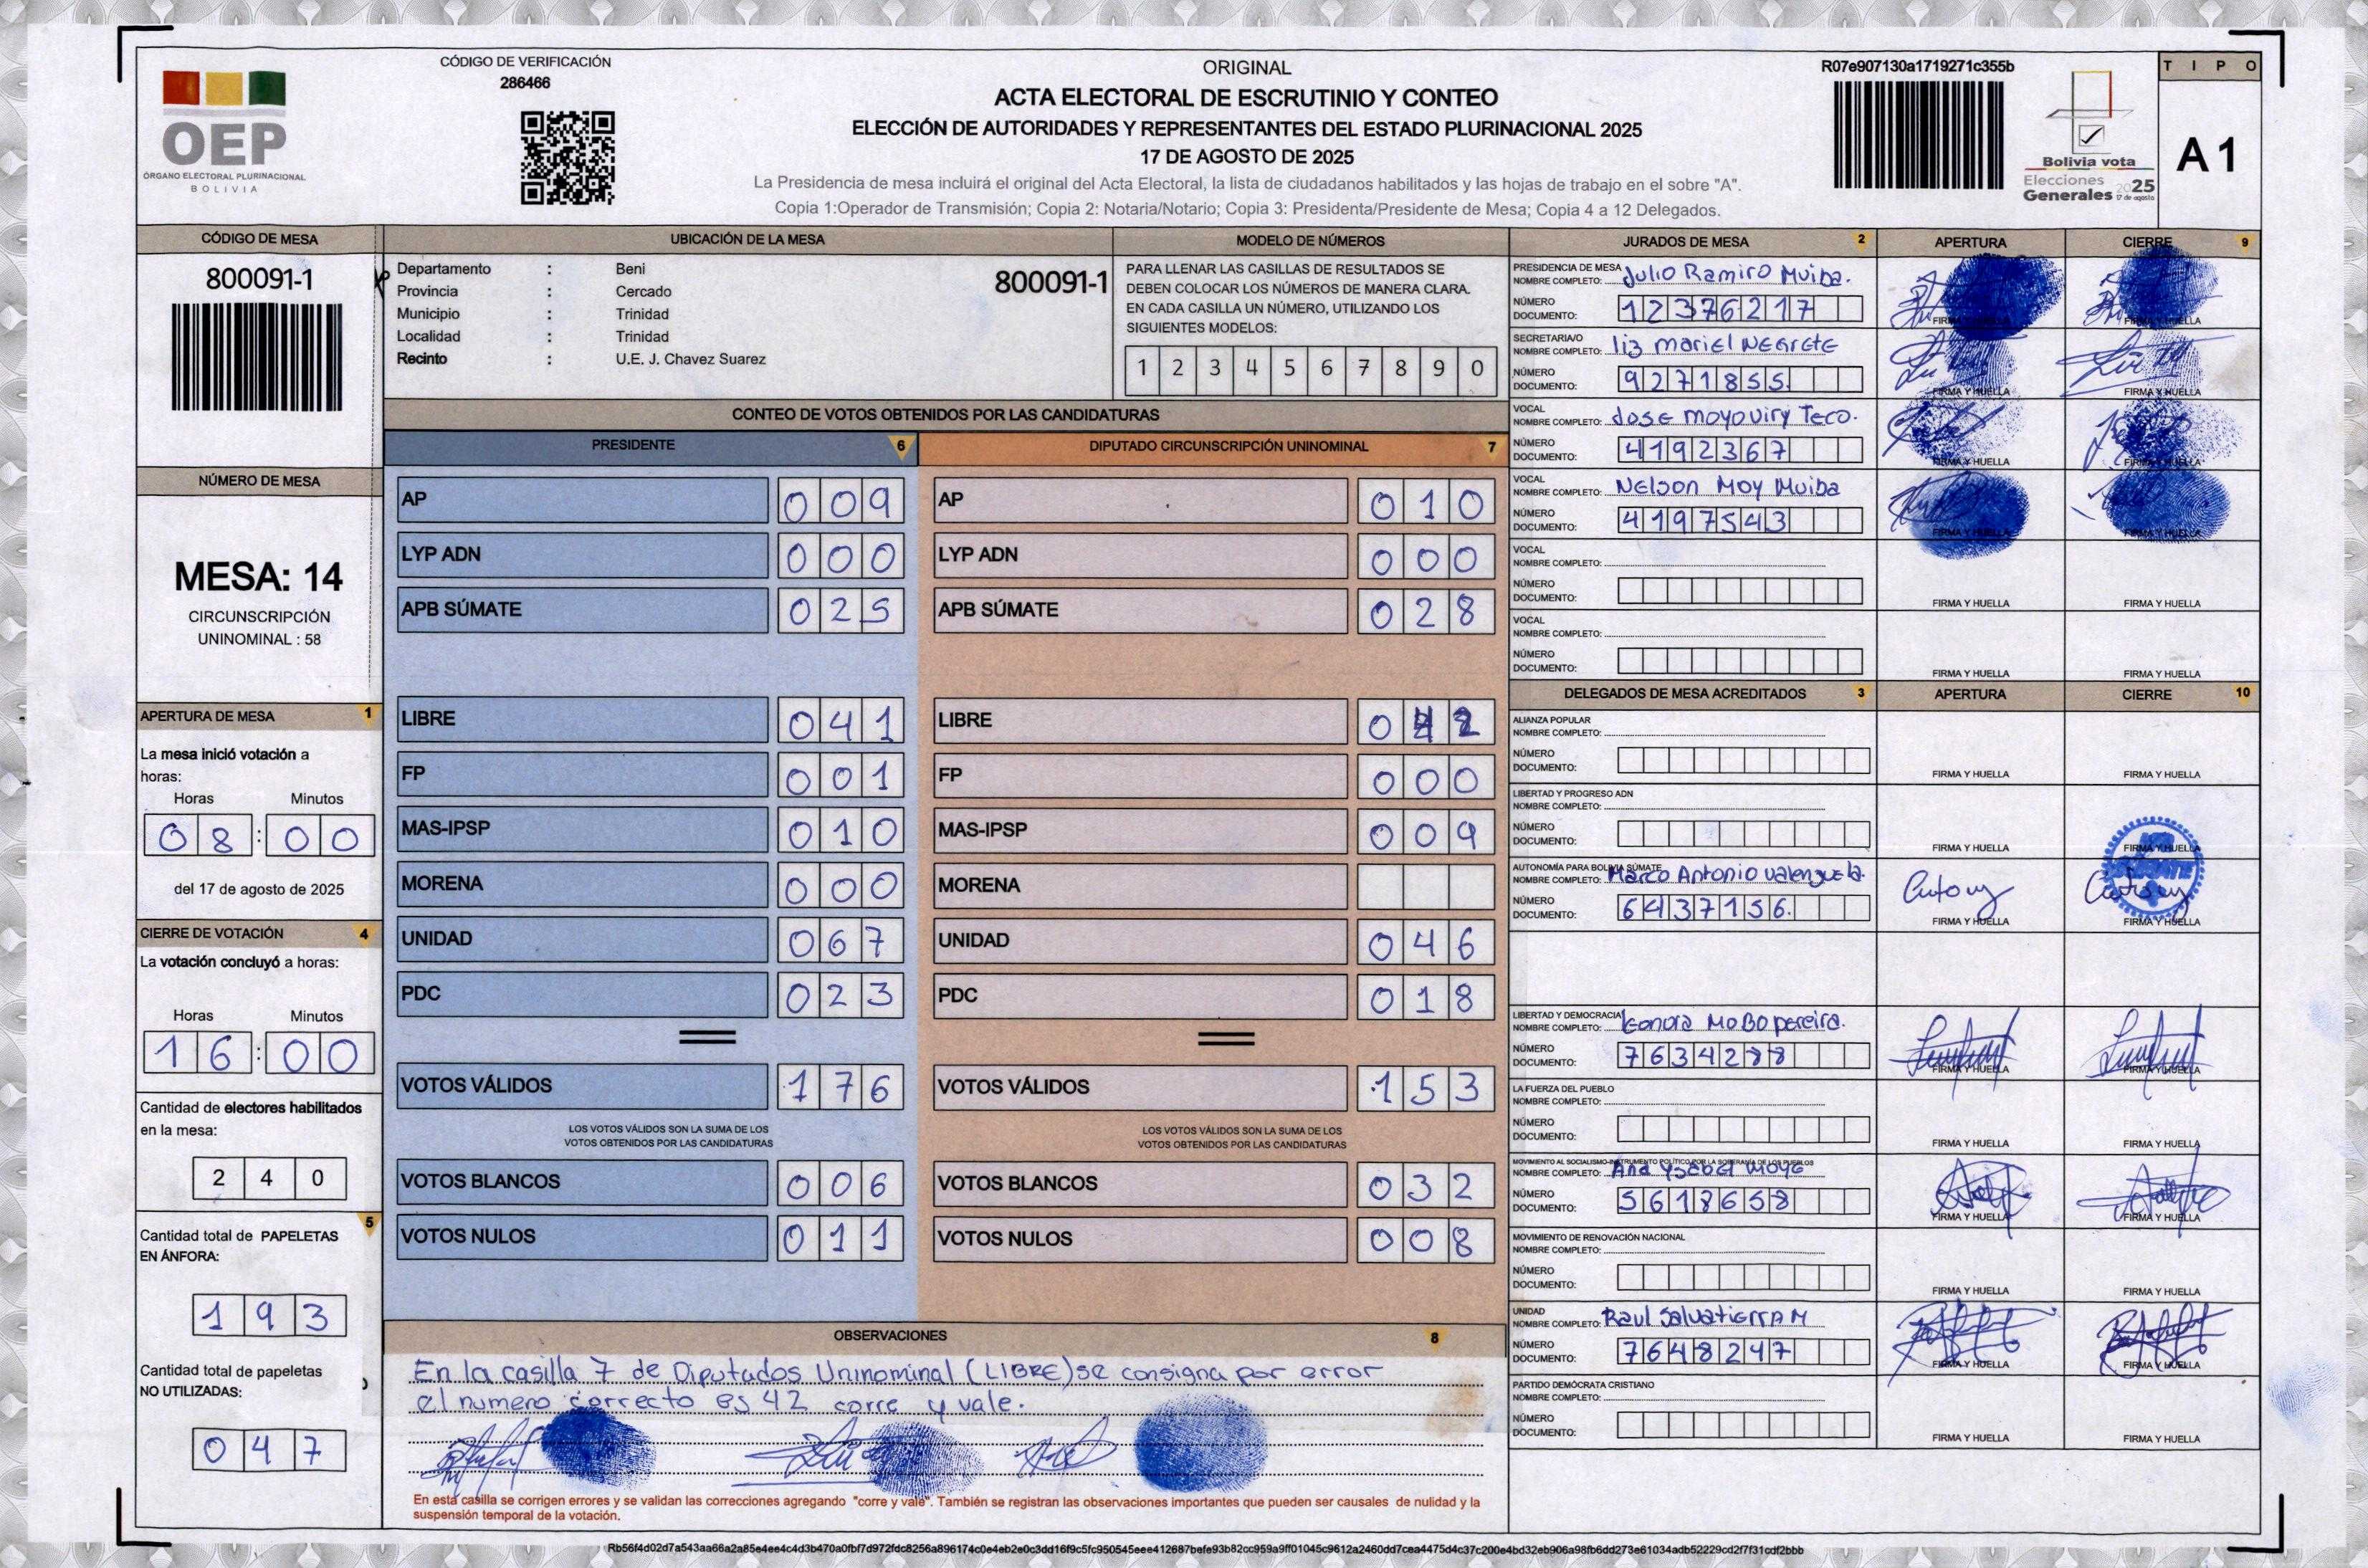 CÓDIGO DE VERIFICACIÓN
286466
OEP
ÓRGANO ELECTORAL PLURINACIONAL
BOLIVIA
ORIGINAL
ACTA ELECTORAL DE ESCRUTINIO Y CONTEO
ELECCIÓN DE AUTORIDADES Y REPRESENTANTES DEL ESTADO PLURINACIONAL 2025
17 DE AGOSTO DE 2025
La Presidencia de mesa incluirá el original del Acta Electoral, la lista de ciudadanos habilitados y las hojas de trabajo en el sobre "A".
Copia 1:Operador de Transmisión; Copia 2: Notaria/Notario; Copia 3: Presidenta/Presidente de Mesa; Copia 4 a 12 Delegados.
R07e907130a1719271c355b
Bolivia vota
Elecciones
Generales 2025
17 de agosto
TIPO
A1
CÓDIGO DE MESA
800091-1
NÚMERO DE MESA
MESA: 14
CIRCUNSCRIPCIÓN
UNINOMINAL : 58
APERTURA DE MESA 1
La mesa inició votación a
horas:
Horas Minutos
08 : 00
del 17 de agosto de 2025
CIERRE DE VOTACIÓN 4
La votación concluyó a horas:
Horas Minutos
16 : 00
Cantidad de electores habilitados
en la mesa:
240
5
Cantidad total de PAPELETAS
EN ÁNFORA:
193
Cantidad total de papeletas
NO UTILIZADAS:
047
UBICACIÓN DE LA MESA
Departamento : Beni
Provincia : Cercado
Municipio : Trinidad
Localidad : Trinidad
Recinto : U.E. J. Chavez Suarez
800091-1
MODELO DE NÚMEROS
PARA LLENAR LAS CASILLAS DE RESULTADOS SE
DEBEN COLOCAR LOS NÚMEROS DE MANERA CLARA.
EN CADA CASILLA UN NÚMERO, UTILIZANDO LOS
SIGUIENTES MODELOS:
1 2 3 4 5 6 7 8 9 0
CONTEO DE VOTOS OBTENIDOS POR LAS CANDIDATURAS
PRESIDENTE 6
AP 009
LYP ADN 000
APB SÚMATE 025
LIBRE 041
FP 001
MAS-IPSP 010
MORENA 000
UNIDAD 067
PDC 023
VOTOS VÁLIDOS 176
LOS VOTOS VÁLIDOS SON LA SUMA DE LOS
VOTOS OBTENIDOS POR LAS CANDIDATURAS
VOTOS BLANCOS 006
VOTOS NULOS 011
DIPUTADO CIRCUNSCRIPCIÓN UNINOMINAL 7
AP 010
LYP ADN 000
APB SÚMATE 028
LIBRE 042
FP 000
MAS-IPSP 009
MORENA
UNIDAD 046
PDC 018
VOTOS VÁLIDOS 153
LOS VOTOS VÁLIDOS SON LA SUMA DE LOS
VOTOS OBTENIDOS POR LAS CANDIDATURAS
VOTOS BLANCOS 032
VOTOS NULOS 008
OBSERVACIONES 8
En la casilla 7 de Diputados Uninominal (LIBRE) se consigna por error
el numero correcto es 42 corre y vale.
En esta casilla se corrigen errores y se validan las correcciones agregando "corre y vale". También se registran las observaciones importantes que pueden ser causales de nulidad y la
suspensión temporal de la votación.
JURADOS DE MESA 2 APERTURA CIERRE 9
PRESIDENCIA DE MESA
NOMBRE COMPLETO: Julio Ramiro Muiba.
NÚMERO
DOCUMENTO: 12376217 FIRMA Y HUELLA FIRMA Y HUELLA
SECRETARIA/O
NOMBRE COMPLETO: liz mariel NEGrETE
NÚMERO
DOCUMENTO: 9271855 FIRMA Y HUELLA FIRMA Y HUELLA
VOCAL
NOMBRE COMPLETO: JOSE moyoviry Teco.
NÚMERO
DOCUMENTO: 4192367 FIRMA Y HUELLA FIRMA Y HUELLA
VOCAL
NOMBRE COMPLETO: NElson Moy Muiba
NÚMERO
DOCUMENTO: 4197543 FIRMA Y HUELLA FIRMA Y HUELLA
VOCAL
NOMBRE COMPLETO:
NÚMERO
DOCUMENTO: FIRMA Y HUELLA FIRMA Y HUELLA
VOCAL
NOMBRE COMPLETO:
NÚMERO
DOCUMENTO: FIRMA Y HUELLA FIRMA Y HUELLA
DELEGADOS DE MESA ACREDITADOS 3 APERTURA CIERRE 10
ALIANZA POPULAR
NOMBRE COMPLETO:
NÚMERO
DOCUMENTO: FIRMA Y HUELLA FIRMA Y HUELLA
LIBERTAD Y PROGRESO ADN
NOMBRE COMPLETO:
NÚMERO
DOCUMENTO: FIRMA Y HUELLA FIRMA Y HUELLA
AUTONOMÍA PARA BOLIVIA SÚMATE
NOMBRE COMPLETO: Marco Antonio Valenzuela.
NÚMERO
DOCUMENTO: 6437156 FIRMA Y HUELLA FIRMA Y HUELLA
LIBERTAD Y DEMOCRACIA
NOMBRE COMPLETO: Leonora MoBo pereira.
NÚMERO
DOCUMENTO: 7634288 FIRMA Y HUELLA FIRMA Y HUELLA
LA FUERZA DEL PUEBLO
NOMBRE COMPLETO:
NÚMERO
DOCUMENTO: FIRMA Y HUELLA FIRMA Y HUELLA
MOVIMIENTO AL SOCIALISMO-INSTRUMENTO POLÍTICO POR LA SOBERANÍA DE LOS PUEBLOS
NOMBRE COMPLETO: Ana YsabEl moye
NÚMERO
DOCUMENTO: 5618658 FIRMA Y HUELLA FIRMA Y HUELLA
MOVIMIENTO DE RENOVACIÓN NACIONAL
NOMBRE COMPLETO:
NÚMERO
DOCUMENTO: FIRMA Y HUELLA FIRMA Y HUELLA
UNIDAD
NOMBRE COMPLETO: Raul SalvatiErrA M
NÚMERO
DOCUMENTO: 7648247 FIRMA Y HUELLA FIRMA Y HUELLA
PARTIDO DEMÓCRATA CRISTIANO
NOMBRE COMPLETO:
NÚMERO
DOCUMENTO: FIRMA Y HUELLA FIRMA Y HUELLA